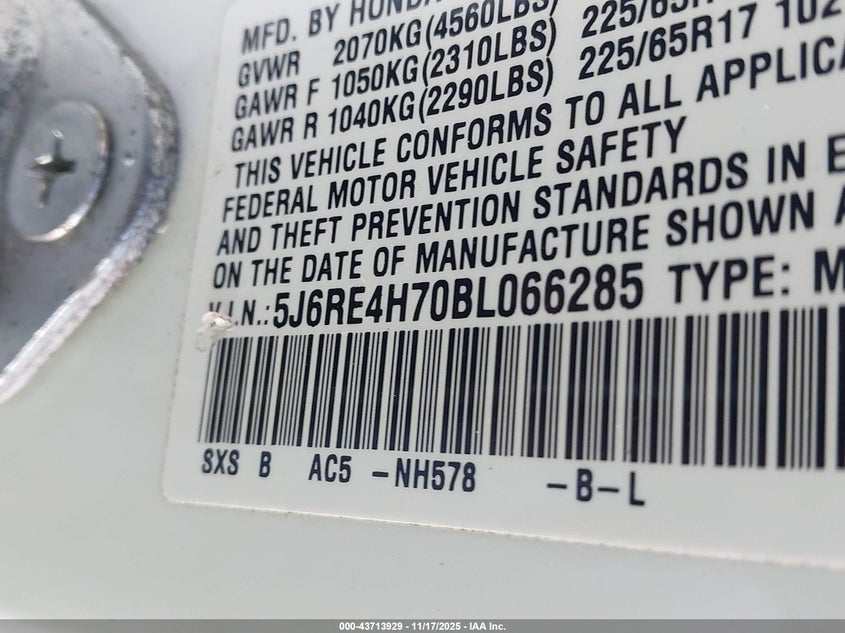 MFD. BY HONDA
GVWR 2070KG(4560LBS) 225/65R
GAWR F 1050KG(2310LBS) 225/65R17 102
GAWR R 1040KG(2290LBS)
THIS VEHICLE CONFORMS TO ALL APPLICA
FEDERAL MOTOR VEHICLE SAFETY
AND THEFT PREVENTION STANDARDS IN E
ON THE DATE OF MANUFACTURE SHOWN A
V.I.N.: 5J6RE4H70BL066285 TYPE: M
SXS B AC5 -NH578 -B-L
000-43713929 - 11/17/2025 - IAA Inc.